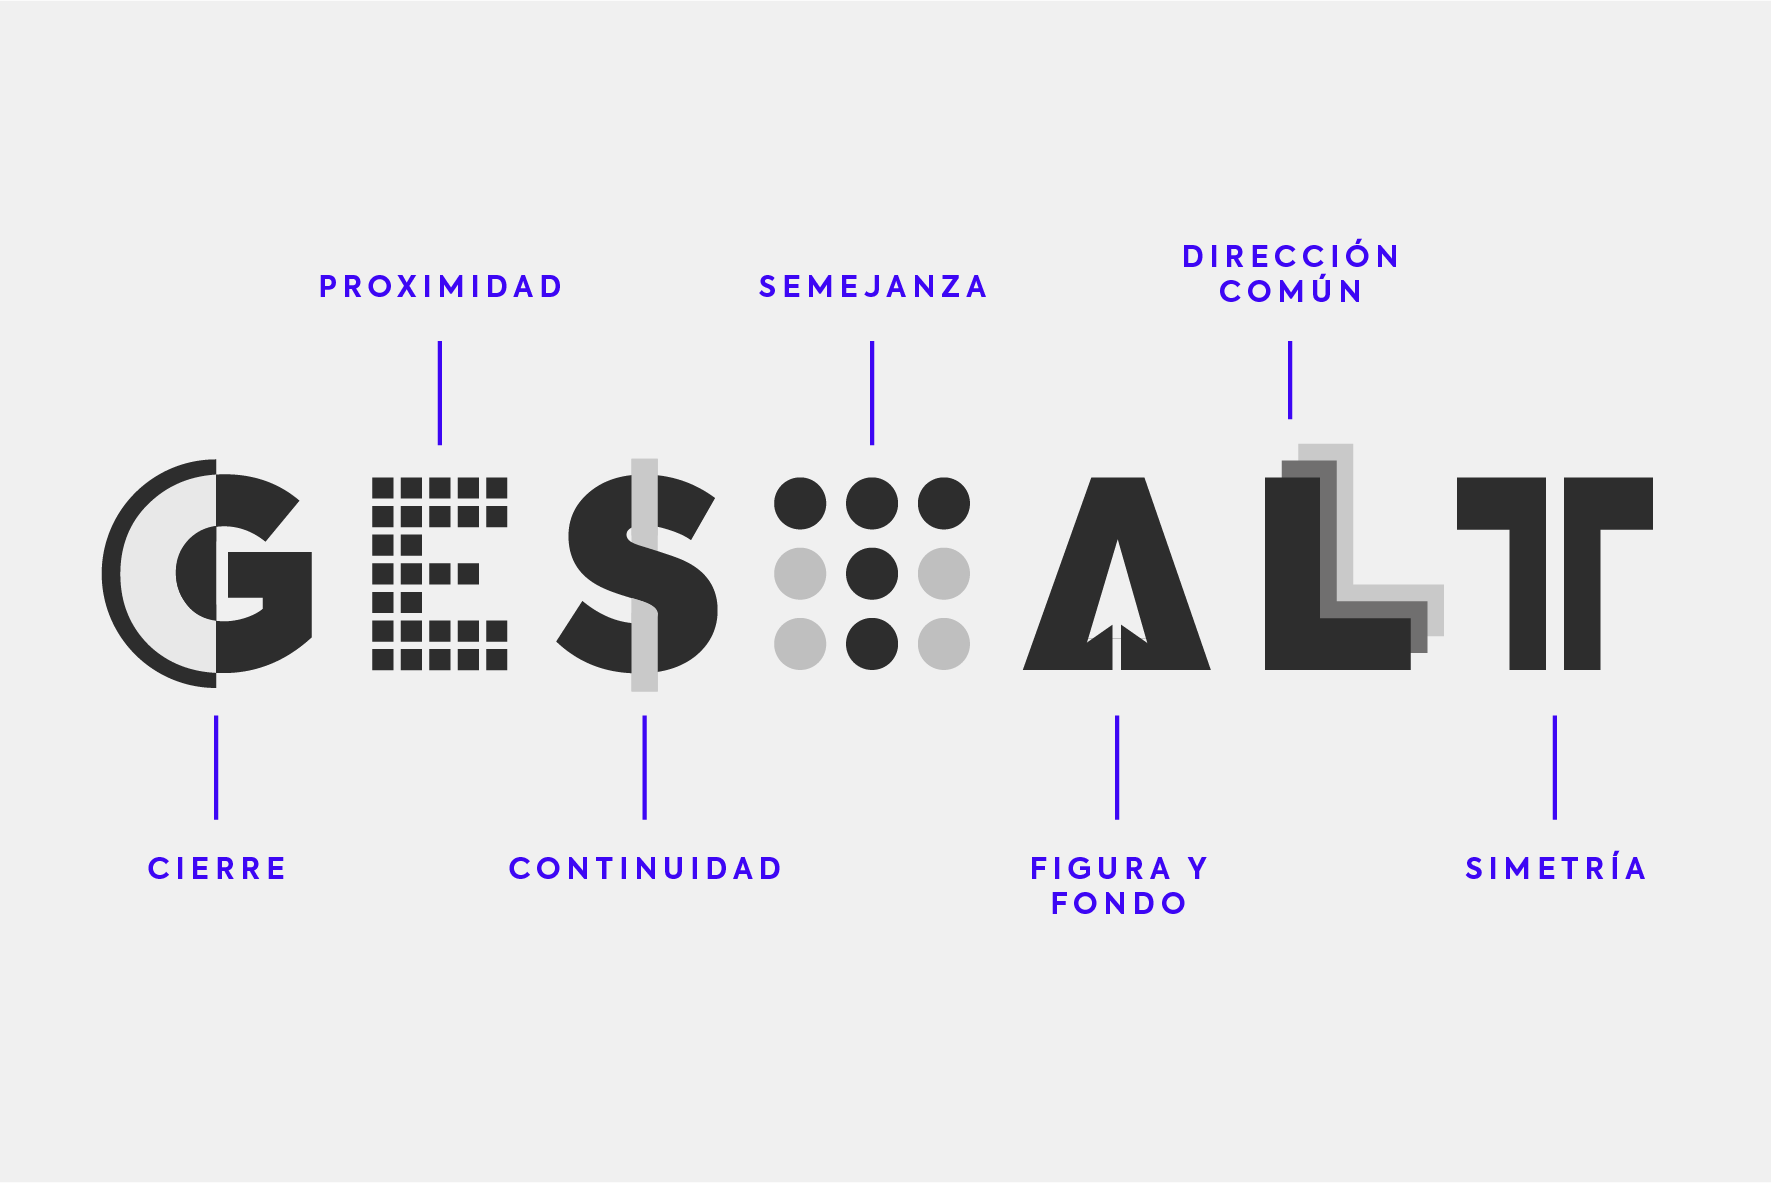 PROXIMIDAD
SEMEJANZA
DIRECCIÓN
COMÚN
GESTALT
CIERRE
CONTINUIDAD
FIGURA Y
FONDO
SIMETRÍA